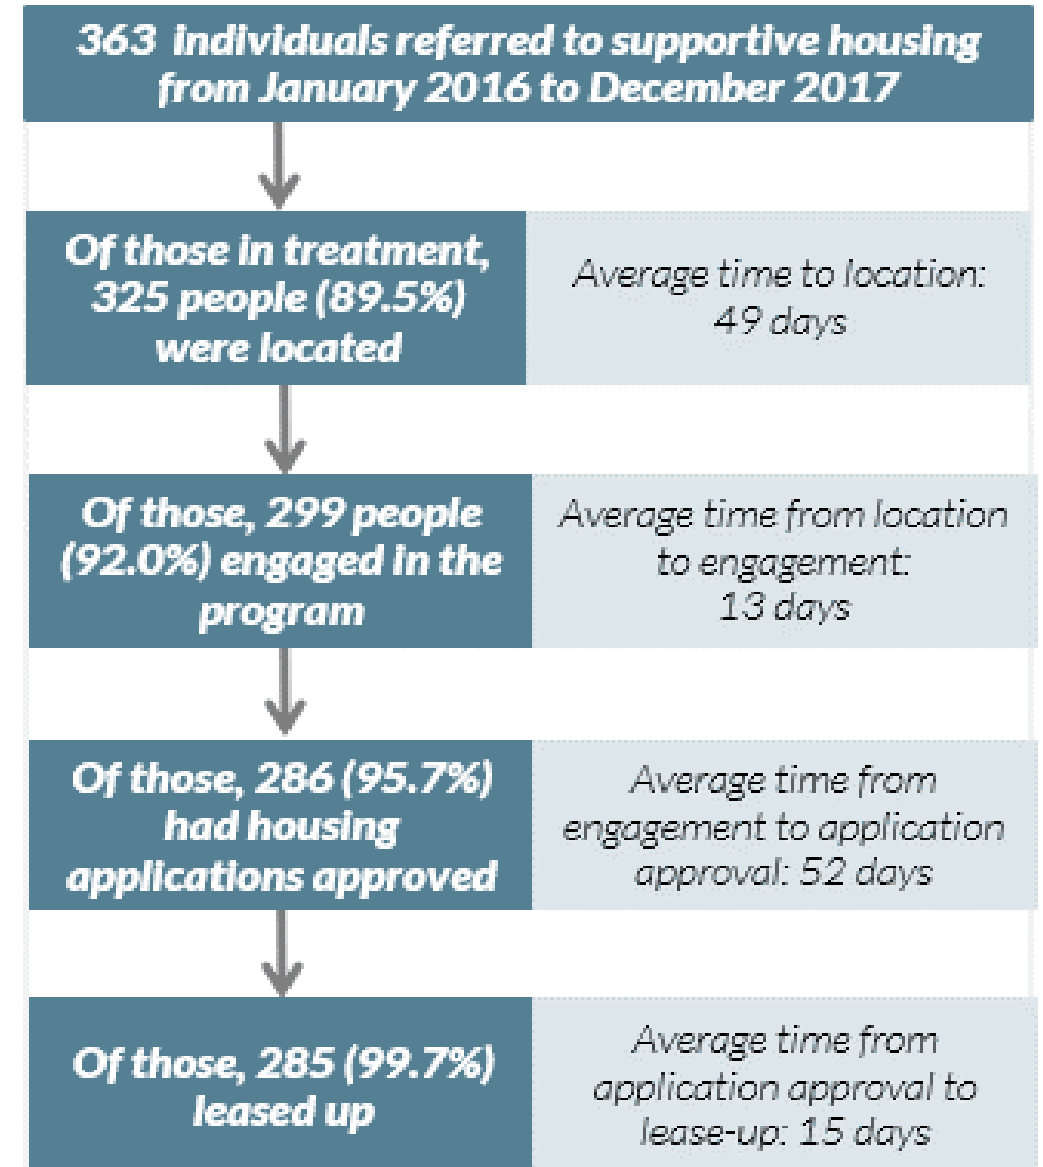 363 individuals referred to supportive housing
from January 2016 to December 2017
Of those in treatment,
325 people (89.5%)
were located
Average time to location:
49 days
Of those, 299 people
(92.0%) engaged in the
program
Average time from location
to engagement:
13 days
Of those, 286 (95.7%)
had housing
applications approved
Average time from
engagement to application
approval: 52 days
Of those, 285 (99.7%)
leased up
Average time from
application approval to
lease-up: 15 days